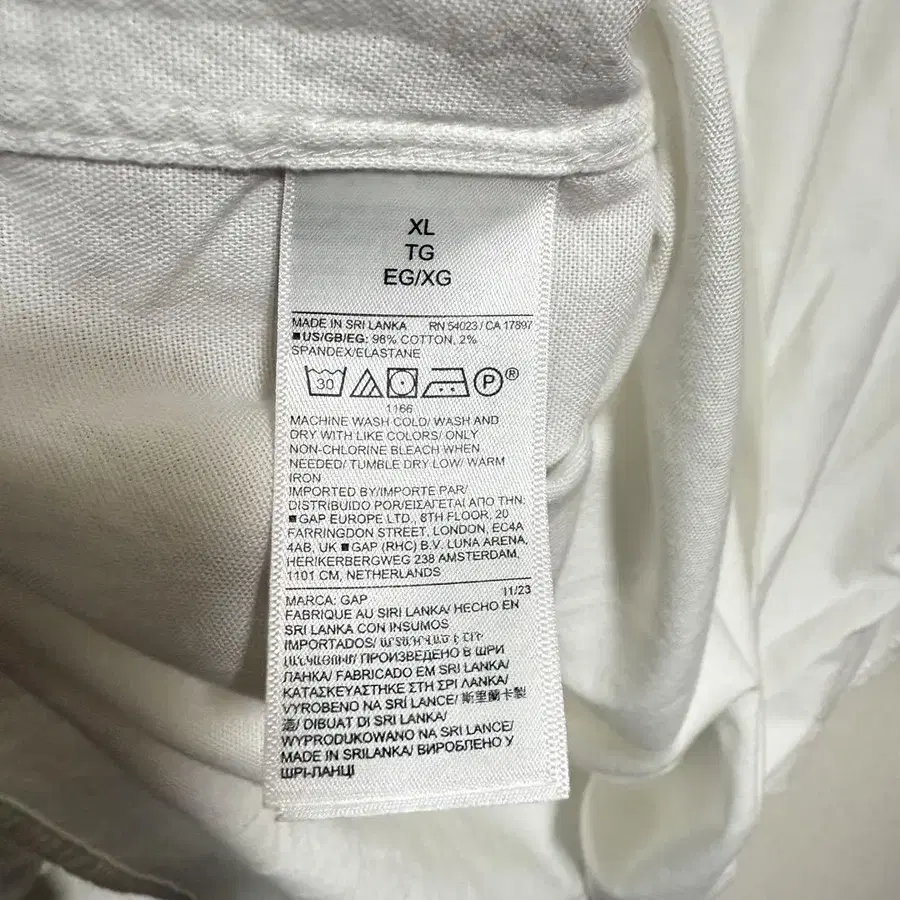 XL
TG
EG/XG
MADE IN SRI LANKA RN 54023 / CA 17897
■US/GB/EG: 98% COTTON, 2%
SPANDEX/ELASTANE
30 P®
1166
MACHINE WASH COLD/ WASH AND
DRY WITH LIKE COLORS/ ONLY
NON-CHLORINE BLEACH WHEN
NEEDED/ TUMBLE DRY LOW/ WARM
IRON
IMPORTED BY/IMPORTE PAR/
DISTRIBUIDO POR/ΕΙΣΑΓΕΤΑΙ ΑΠΟ ΤΗΝ:
■GAP EUROPE LTD., 8TH FLOOR, 20
FARRINGDON STREET, LONDON, EC4A
4AB, UK ■GAP (RHC) B.V. LUNA ARENA,
HERIKERBERGWEG 238 AMSTERDAM,
1101 CM, NETHERLANDS
MARCA: GAP 11/23
FABRIQUE AU SRI LANKA/ HECHO EN
SRI LANKA CON INSUMOS
IMPORTADOS/ ԱՐՏԱԴՐՎԱԾ Է ՇՐԻ
ԼԱՆԿԱՅՈՒՄ/ ПРОИЗВЕДЕНО В ШРИ
ЛАНКА/ FABRICADO EM SRI LANKA/
ΚΑΤΑΣΚΕΥΑΣΤΗΚΕ ΣΤΗ ΣΡΙ ΛΑΝΚΑ/
VYROBENO NA SRÍ LANCE/ 斯里蘭卡製
造/ DIBUAT DI SRI LANKA/
WYPRODUKOWANO NA SRI LANCE/
MADE IN SRILANKA/ ВИРОБЛЕНО У
ШРІ-ЛАНЦІ